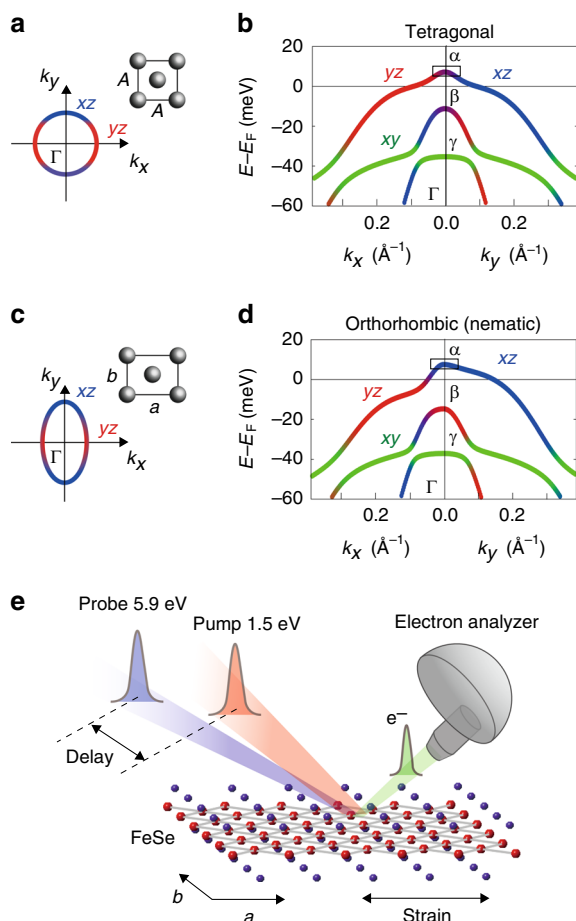 a
A
A
k_y
xz
yz
Γ
k_x
b
Tetragonal
20
0
−20
−40
−60
E–E_F (meV)
yz
xz
xy
α
β
γ
Γ
0.2
0.0
0.2
k_x (Å⁻¹)
k_y (Å⁻¹)
c
b
a
k_y
xz
yz
Γ
k_x
d
Orthorhombic (nematic)
20
0
−20
−40
−60
E–E_F (meV)
yz
xz
xy
α
β
γ
Γ
0.2
0.0
0.2
k_x (Å⁻¹)
k_y (Å⁻¹)
e
Probe 5.9 eV
Pump 1.5 eV
Electron analyzer
Delay
e⁻
FeSe
b
a
Strain